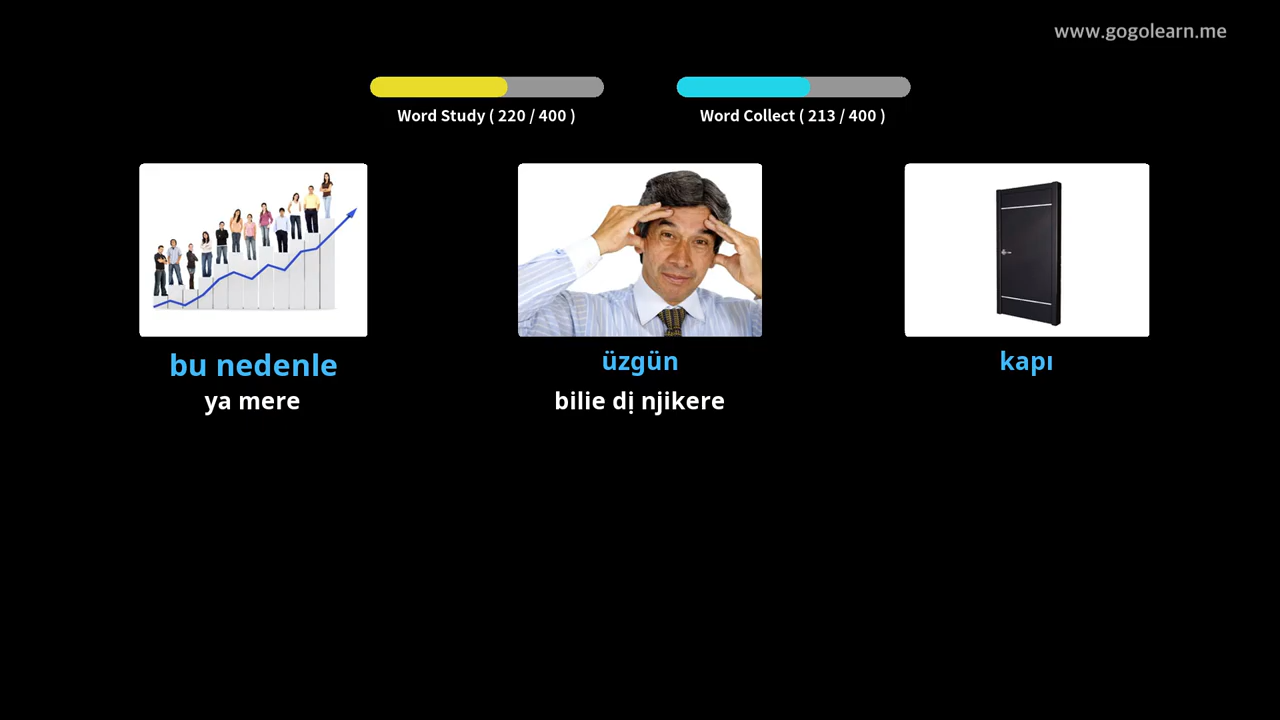 www.gogolearn.me
Word Study ( 220 / 400 )
Word Collect ( 213 / 400 )
bu nedenle
üzgün
kapı
ya mere
bilie dị njikere